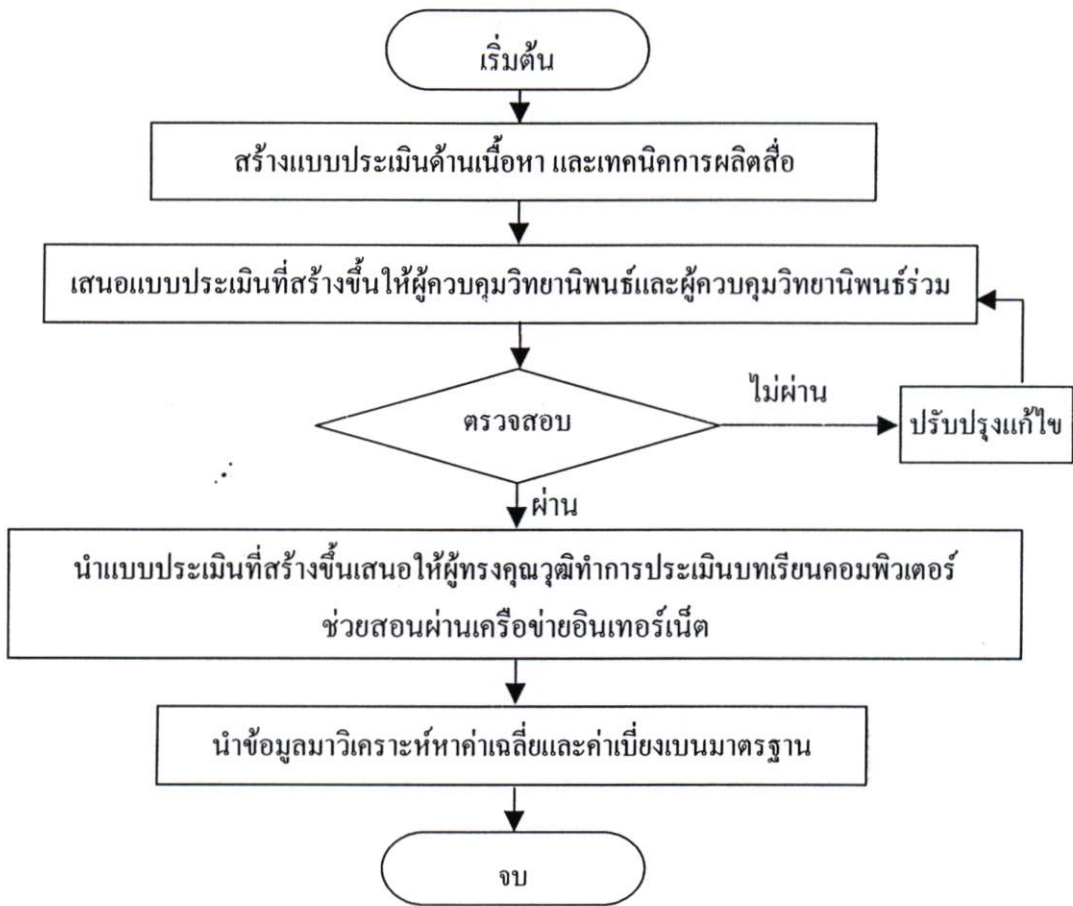 เริ่มต้น
สร้างแบบประเมินด้านเนื้อหา และเทคนิคการผลิตสื่อ
เสนอแบบประเมินที่สร้างขึ้นให้ผู้ควบคุมวิทยานิพนธ์และผู้ควบคุมวิทยานิพนธ์ร่วม
ตรวจสอบ
ไม่ผ่าน
ปรับปรุงแก้ไข
ผ่าน
นำแบบประเมินที่สร้างขึ้นเสนอให้ผู้ทรงคุณวุฒิทำการประเมินบทเรียนคอมพิวเตอร์
ช่วยสอนผ่านเครือข่ายอินเทอร์เน็ต
นำข้อมูลมาวิเคราะห์หาค่าเฉลี่ยและค่าเบี่ยงเบนมาตรฐาน
จบ